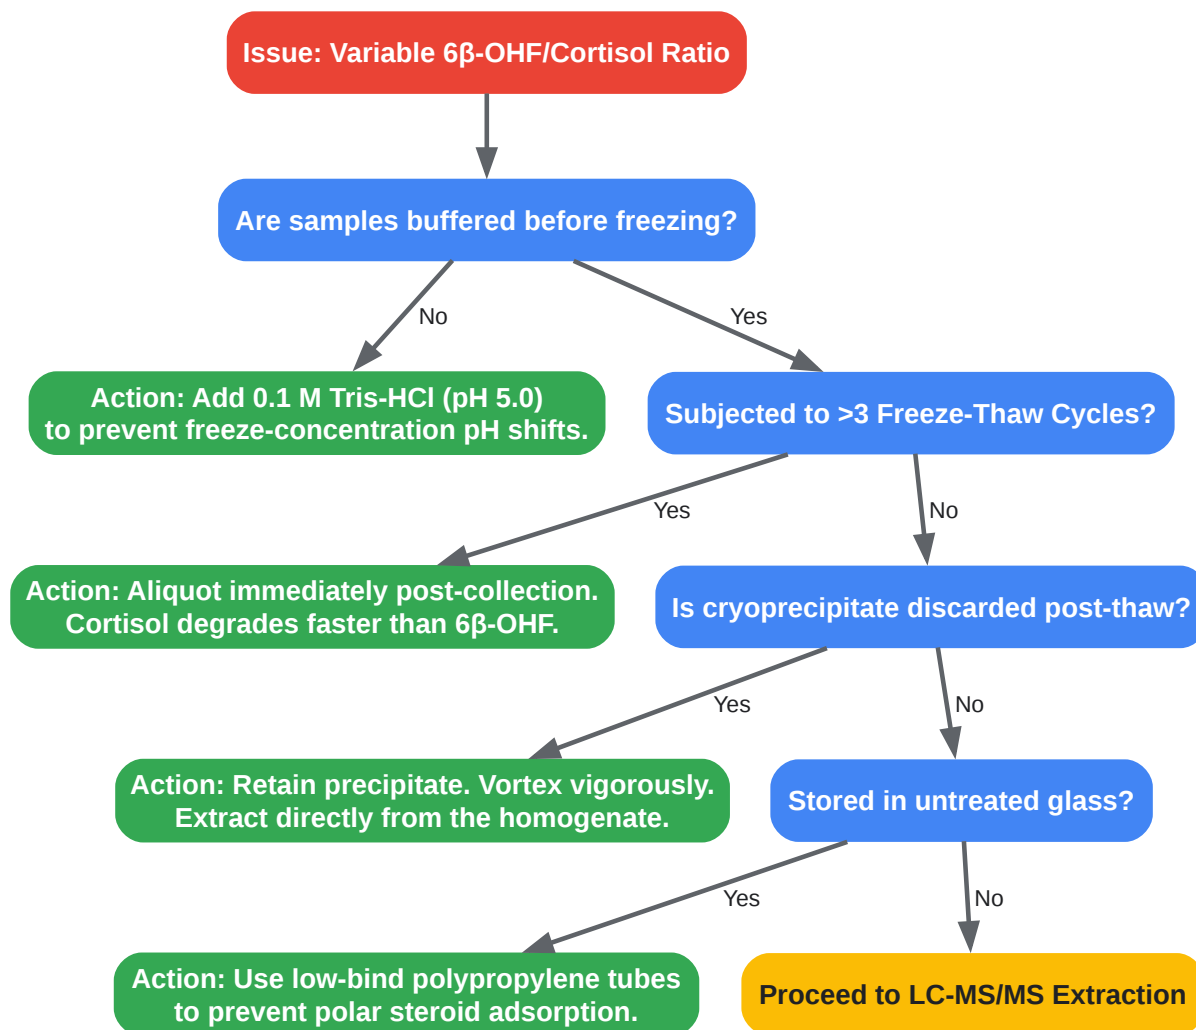 Issue: Variable 6β-OHF/Cortisol Ratio
Are samples buffered before freezing?
No
Yes
Action: Add 0.1 M Tris-HCl (pH 5.0)
to prevent freeze-concentration pH shifts.
Subjected to >3 Freeze-Thaw Cycles?
Yes
No
Action: Aliquot immediately post-collection.
Cortisol degrades faster than 6β-OHF.
Is cryoprecipitate discarded post-thaw?
Yes
No
Action: Retain precipitate. Vortex vigorously.
Extract directly from the homogenate.
Stored in untreated glass?
Yes
No
Action: Use low-bind polypropylene tubes
to prevent polar steroid adsorption.
Proceed to LC-MS/MS Extraction